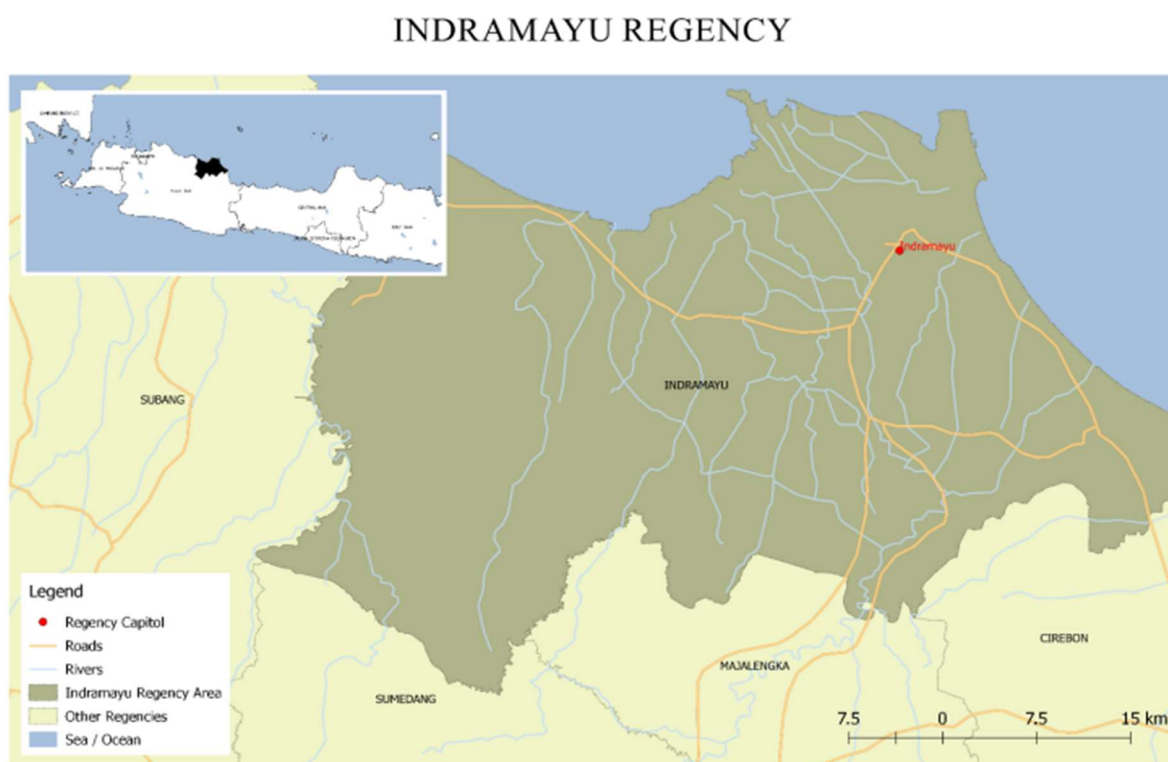 INDRAMAYU REGENCY
Indramayu
SUBANG
INDRAMAYU
Legend
Regency Capitol
Roads
Rivers
Indramayu Regency Area
Other Regencies
Sea / Ocean
SUMEDANG
MAJALENGKA
CIREBON
7.5 0 7.5 15 km